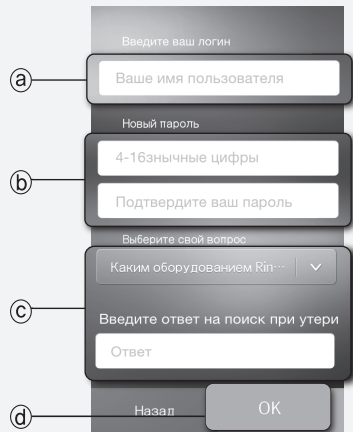 Введите ваш логин
ⓐ Ваше имя пользователя
Новый пароль
4-16знычные цифры
ⓑ
Подтвердите ваш пароль
Выберите свой вопрос
Каким оборудованием Rin···
ⓒ
Введите ответ на поиск при утери
Ответ
ⓓ Назад OK